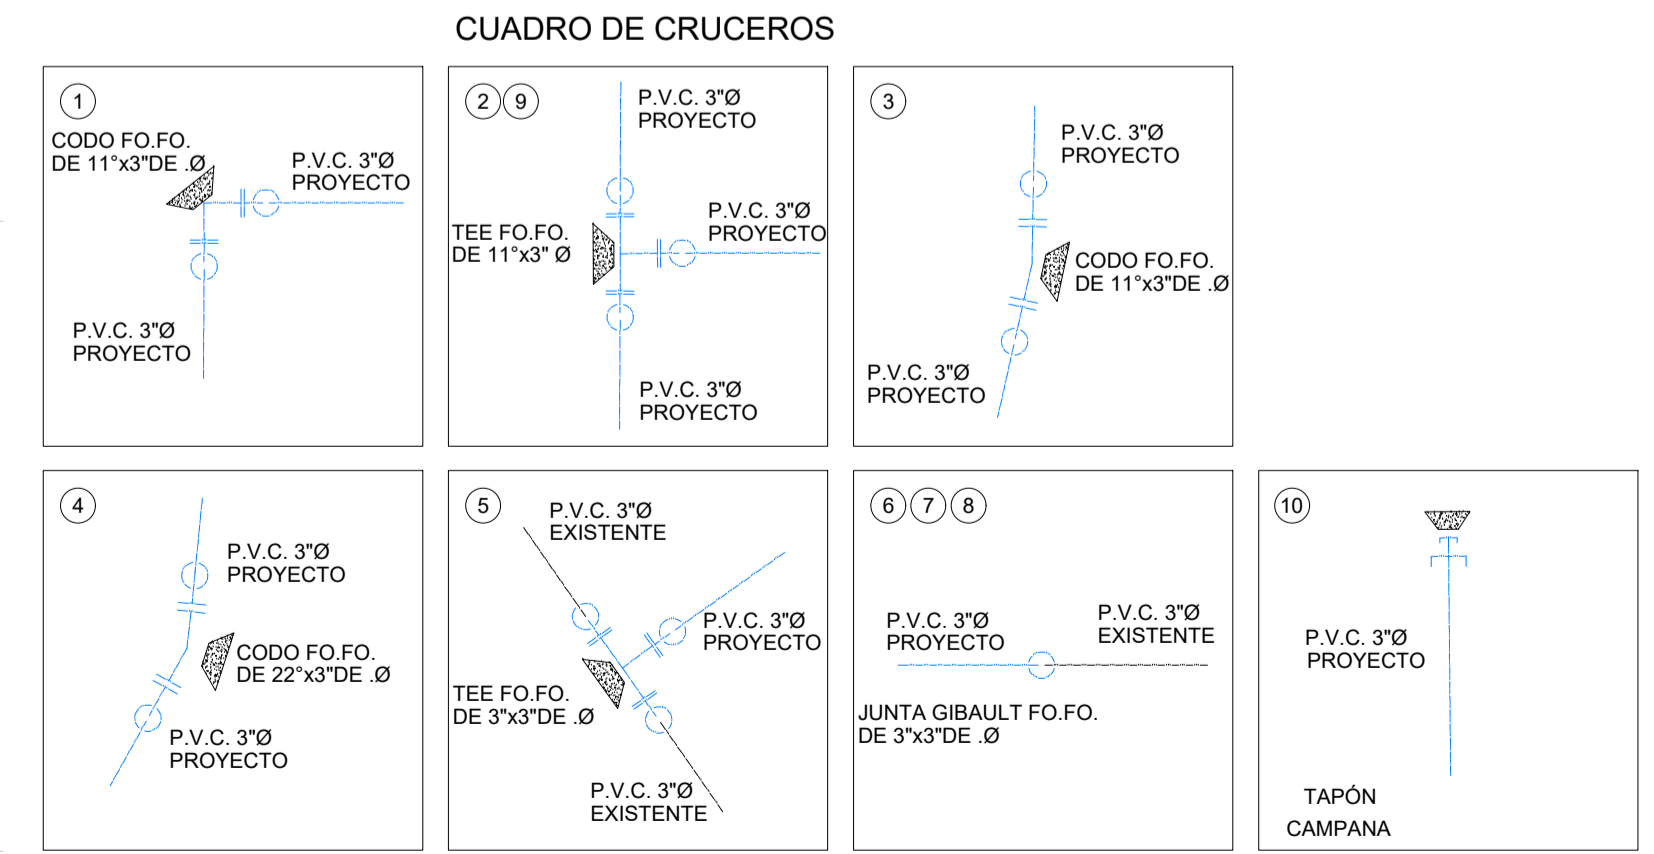 CUADRO DE CRUCEROS
1
CODO FO.FO.
DE 11°x3"DE .Ø
P.V.C. 3"Ø
PROYECTO
P.V.C. 3"Ø
PROYECTO
2 9
P.V.C. 3"Ø
PROYECTO
P.V.C. 3"Ø
PROYECTO
TEE FO.FO.
DE 11°x3" Ø
P.V.C. 3"Ø
PROYECTO
3
P.V.C. 3"Ø
PROYECTO
CODO FO.FO.
DE 11°x3"DE .Ø
P.V.C. 3"Ø
PROYECTO
4
P.V.C. 3"Ø
PROYECTO
CODO FO.FO.
DE 22°x3"DE .Ø
P.V.C. 3"Ø
PROYECTO
5
P.V.C. 3"Ø
EXISTENTE
P.V.C. 3"Ø
PROYECTO
TEE FO.FO.
DE 3"x3"DE .Ø
P.V.C. 3"Ø
EXISTENTE
6 7 8
P.V.C. 3"Ø
PROYECTO
P.V.C. 3"Ø
EXISTENTE
JUNTA GIBAULT FO.FO.
DE 3"x3"DE .Ø
10
P.V.C. 3"Ø
PROYECTO
TAPÓN
CAMPANA